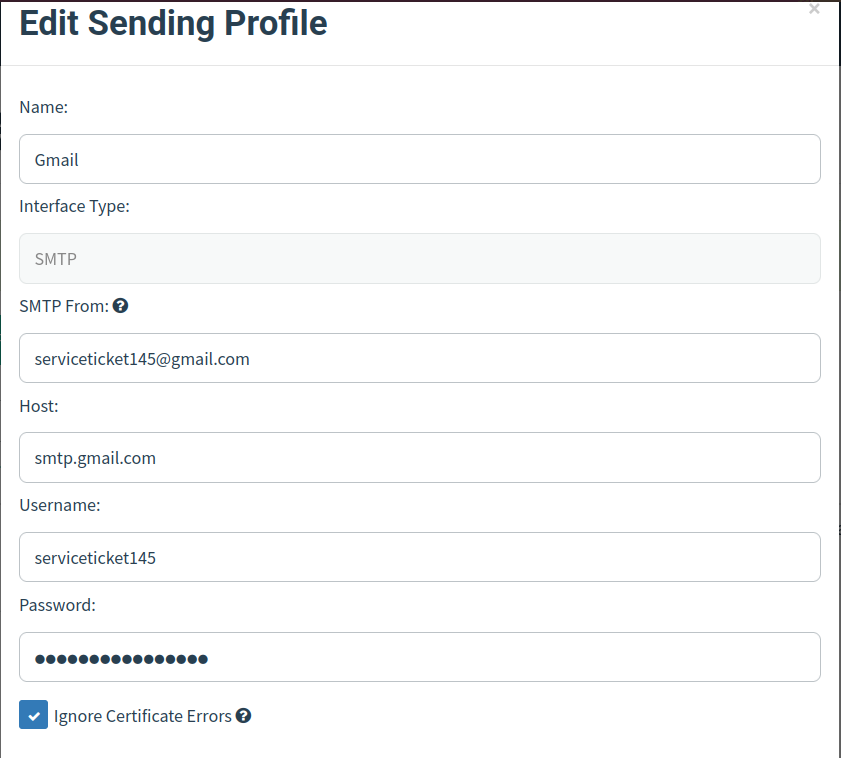 Edit Sending Profile
×
Name:
Gmail
Interface Type:
SMTP
SMTP From: ?
serviceticket145@gmail.com
Host:
smtp.gmail.com
Username:
serviceticket145
Password:
●●●●●●●●●●●●●●●●
Ignore Certificate Errors ?